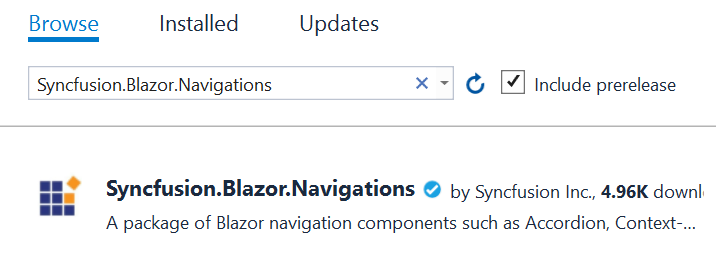 Browse Installed Updates
Syncfusion.Blazor.Navigations Include prerelease
Syncfusion.Blazor.Navigations by Syncfusion Inc., 4.96K downl
A package of Blazor navigation components such as Accordion, Context-...